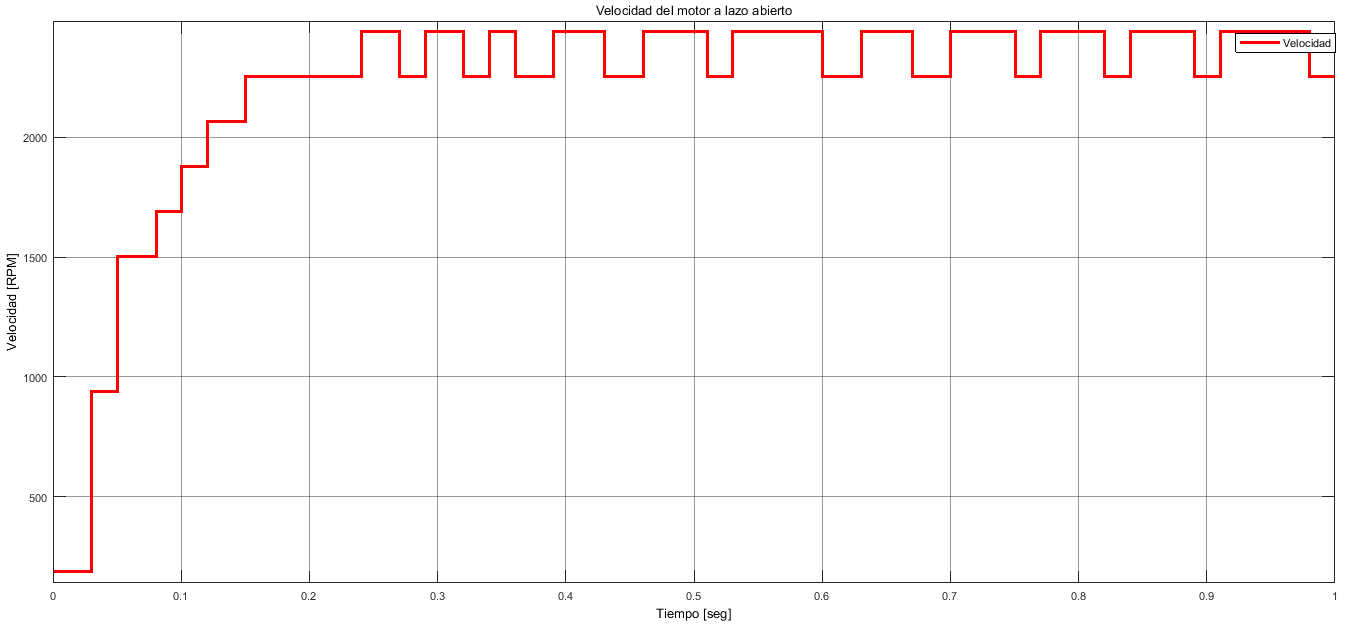 Velocidad del motor a lazo abierto
Velocidad
2000
1500
1000
500
Velocidad [RPM]
0 0.1 0.2 0.3 0.4 0.5 0.6 0.7 0.8 0.9 1
Tiempo [seg]